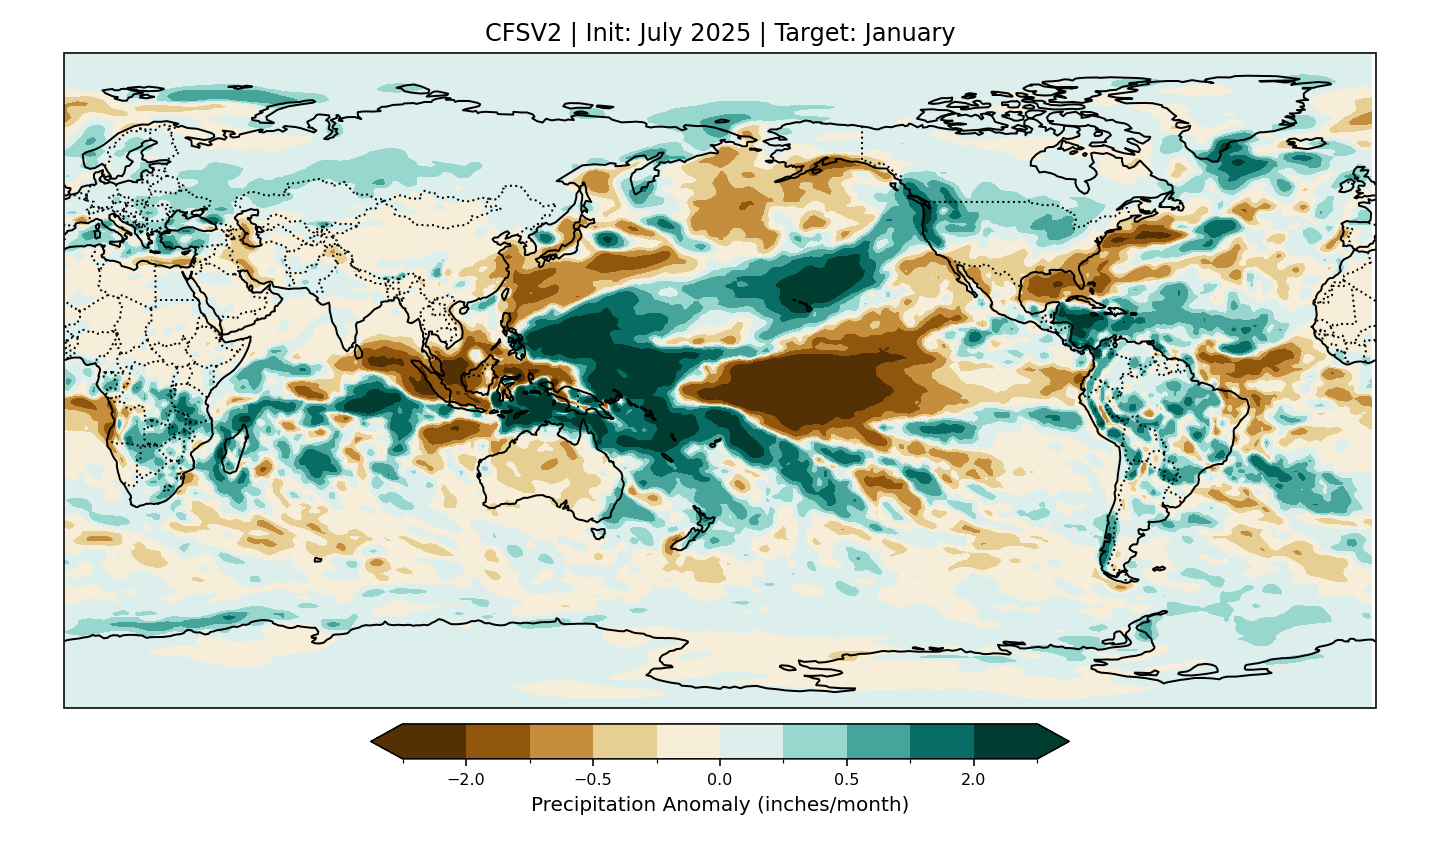 CFSV2 | Init: July 2025 | Target: January
−2.0 −0.5 0.0 0.5 2.0
Precipitation Anomaly (inches/month)